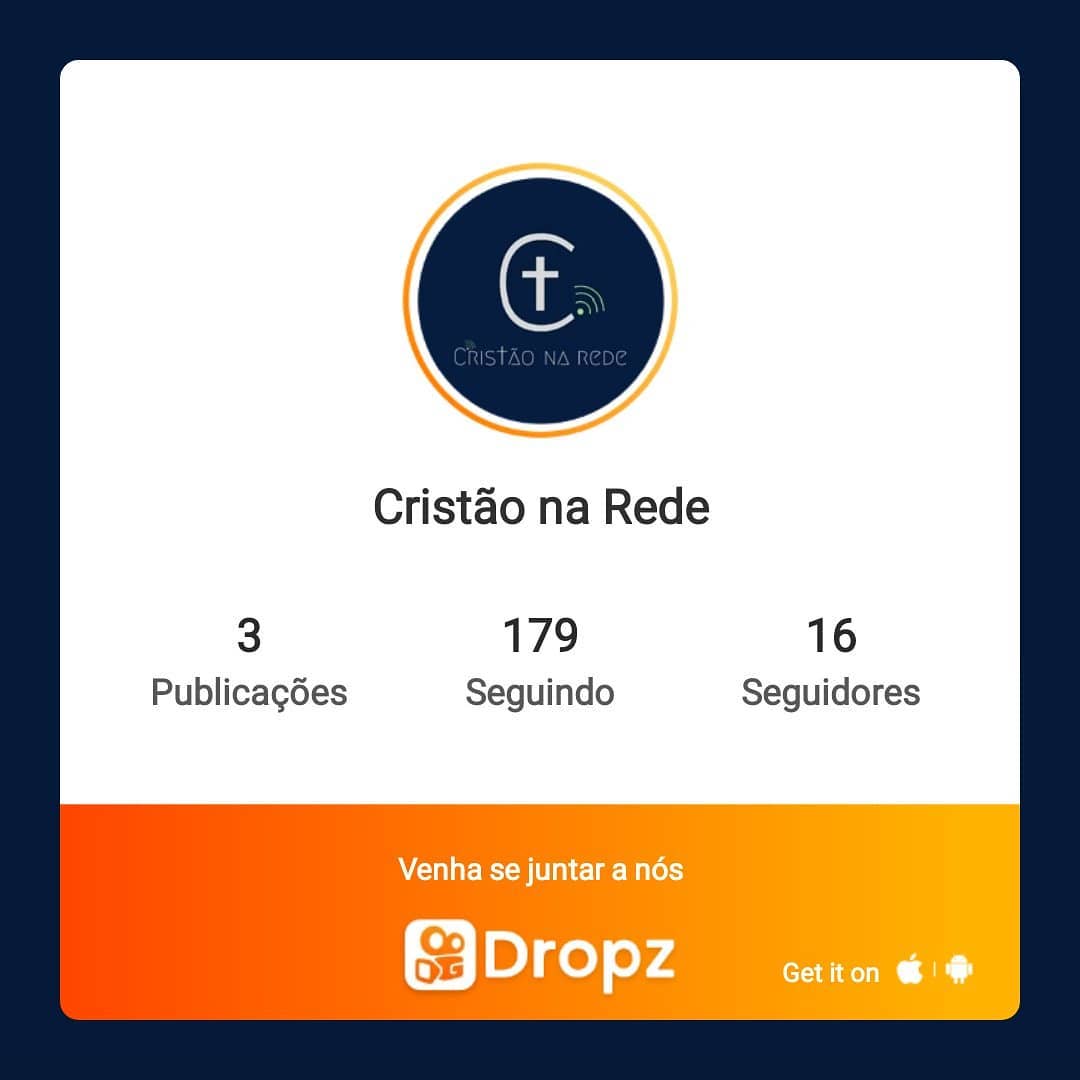 CRISTÃO NA REDE
Cristão na Rede
3
179
16
Publicações
Seguindo
Seguidores
Venha se juntar a nós
DG Dropz
Get it on